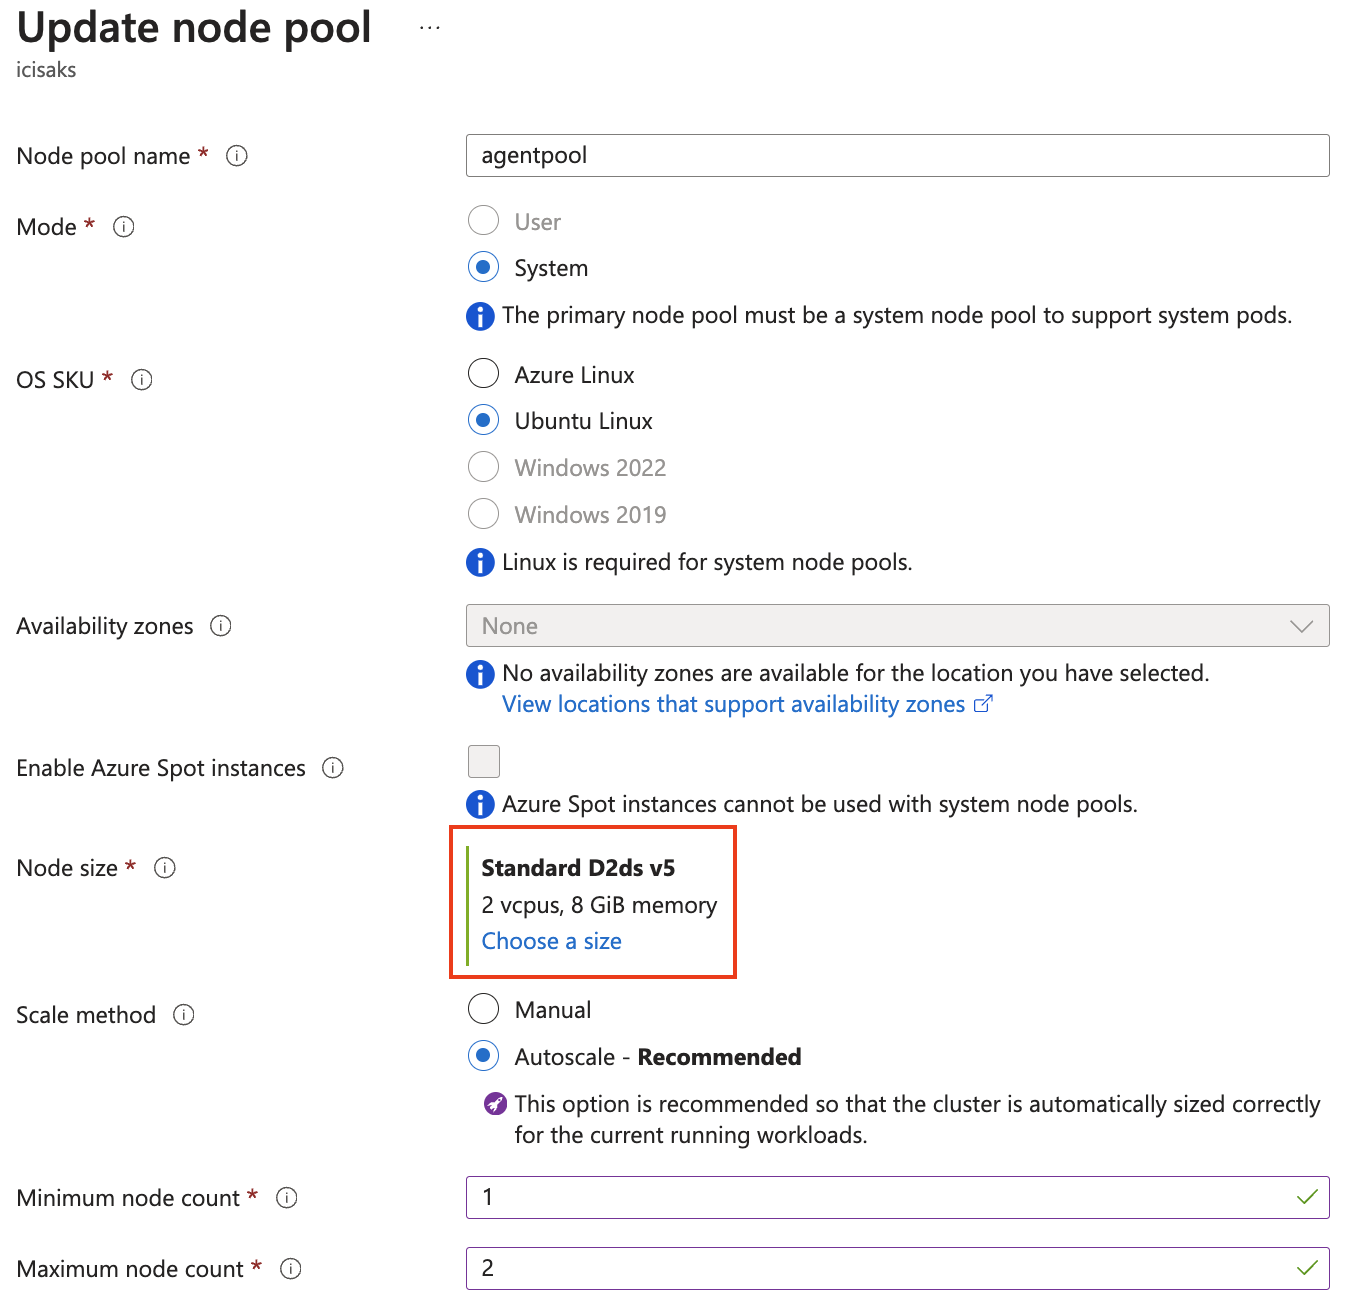 Update node pool ...
icisaks
Node pool name *
agentpool
Mode *
User
System
The primary node pool must be a system node pool to support system pods.
OS SKU *
Azure Linux
Ubuntu Linux
Windows 2022
Windows 2019
Linux is required for system node pools.
Availability zones
None
No availability zones are available for the location you have selected.
View locations that support availability zones
Enable Azure Spot instances
Azure Spot instances cannot be used with system node pools.
Node size *
Standard D2ds v5
2 vcpus, 8 GiB memory
Choose a size
Scale method
Manual
Autoscale - Recommended
This option is recommended so that the cluster is automatically sized correctly
for the current running workloads.
Minimum node count *
1
Maximum node count *
2